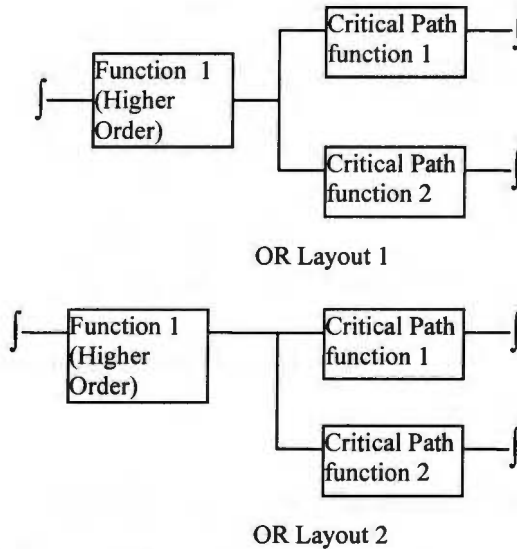 Function 1
(Higher
Order)
Critical Path
function 1
Critical Path
function 2
OR Layout 1
Function 1
(Higher
Order)
Critical Path
function 1
Critical Path
function 2
OR Layout 2